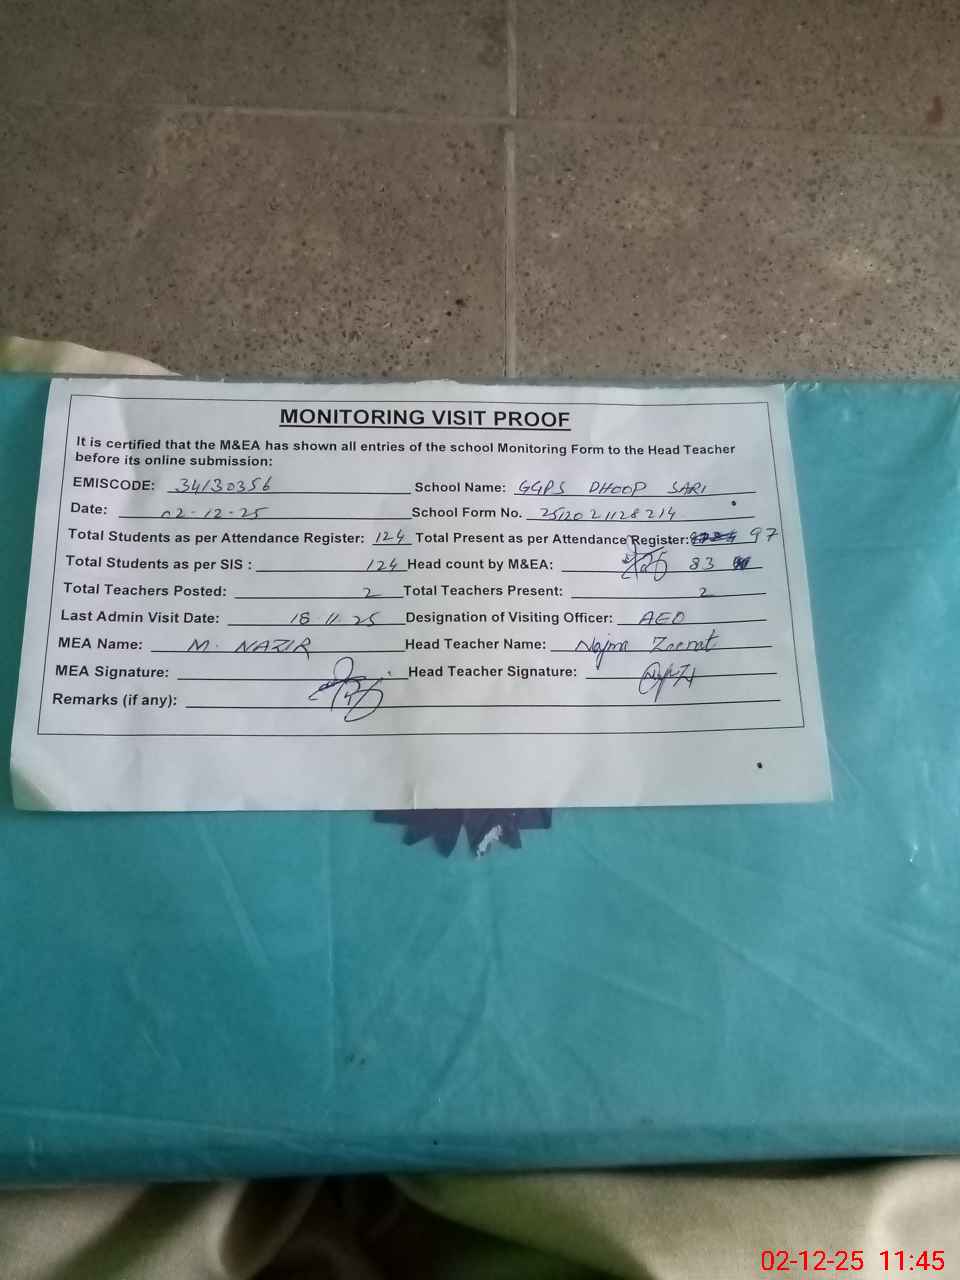 MONITORING VISIT PROOF
It is certified that the M&EA has shown all entries of the school Monitoring Form to the Head Teacher
before its online submission:
EMISCODE: 34130356 School Name: GGPS DHOOP SARI
Date: 02-12-25 School Form No. 2512021128214
Total Students as per Attendance Register: 124 Total Present as per Attendance Register: 97
Total Students as per SIS : 124 Head count by M&EA: 83
Total Teachers Posted: 2 Total Teachers Present: 2
Last Admin Visit Date: 18.11.25 Designation of Visiting Officer: AEO
MEA Name: M. NAZIR Head Teacher Name: Najma Zeenat
MEA Signature: Head Teacher Signature:
Remarks (if any):
02-12-25 11:45